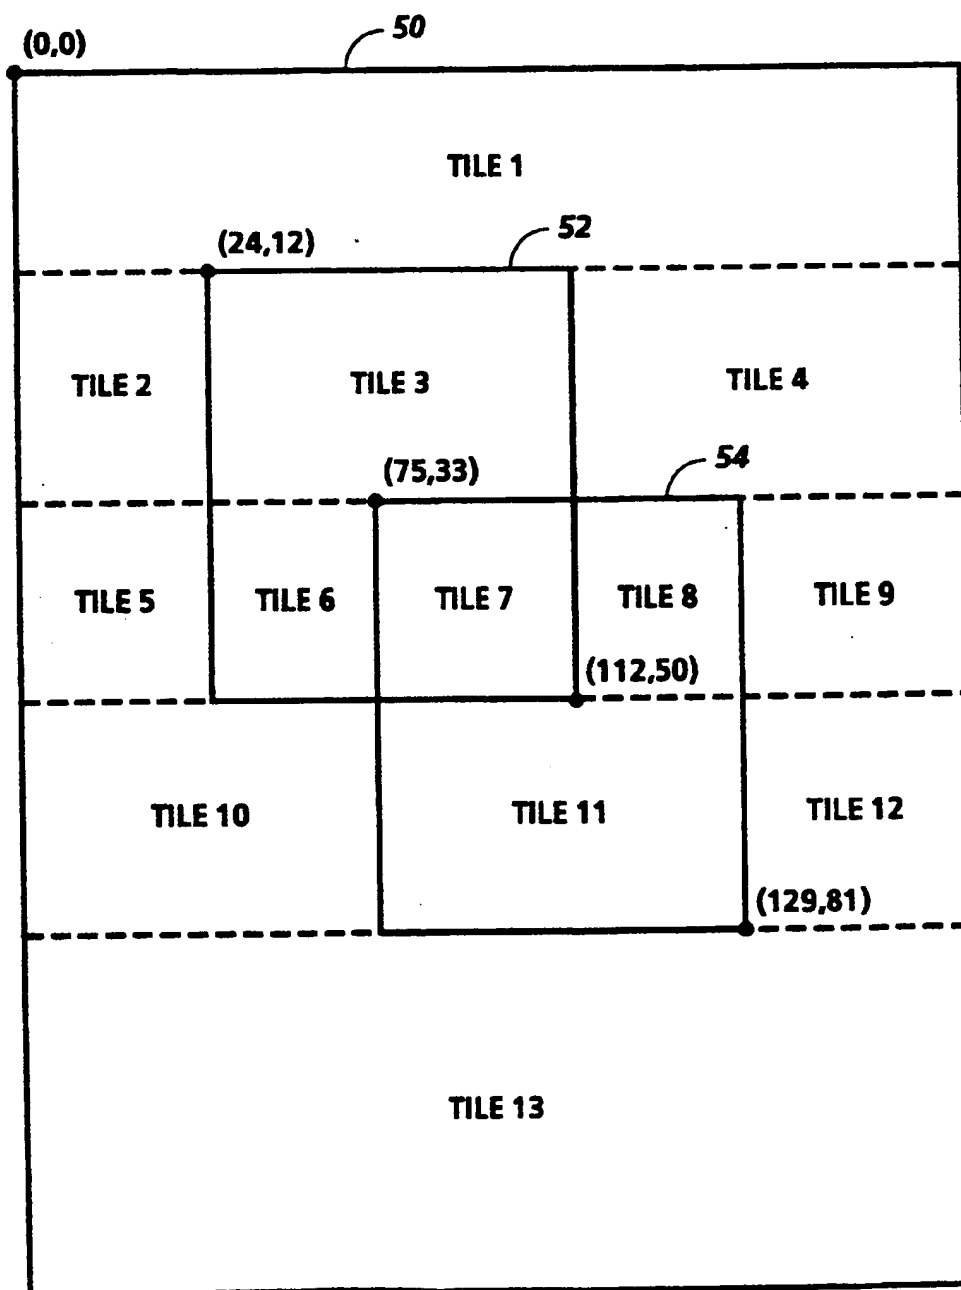 50
(0,0)
TILE 1
52
(24,12)
TILE 2
TILE 3
TILE 4
54
(75,33)
TILE 5
TILE 6
TILE 7
TILE 8
TILE 9
(112,50)
TILE 10
TILE 11
TILE 12
(129,81)
TILE 13